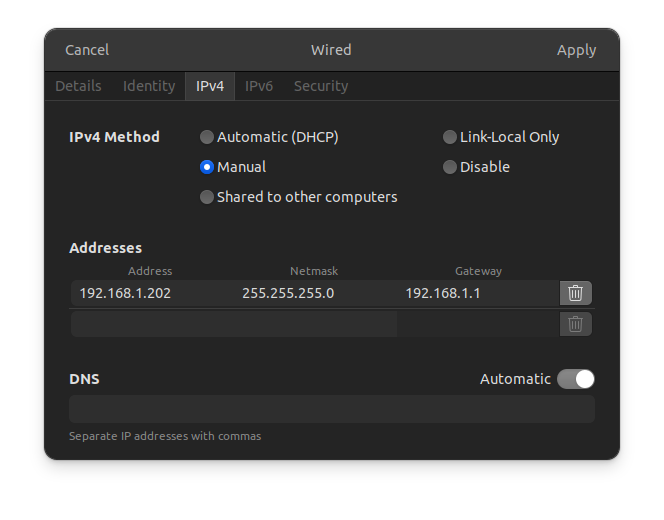 Cancel Wired Apply
Details Identity IPv4 IPv6 Security
IPv4 Method Automatic (DHCP) Link-Local Only
Manual Disable
Shared to other computers
Addresses
Address Netmask Gateway
192.168.1.202 255.255.255.0 192.168.1.1
DNS Automatic
Separate IP addresses with commas